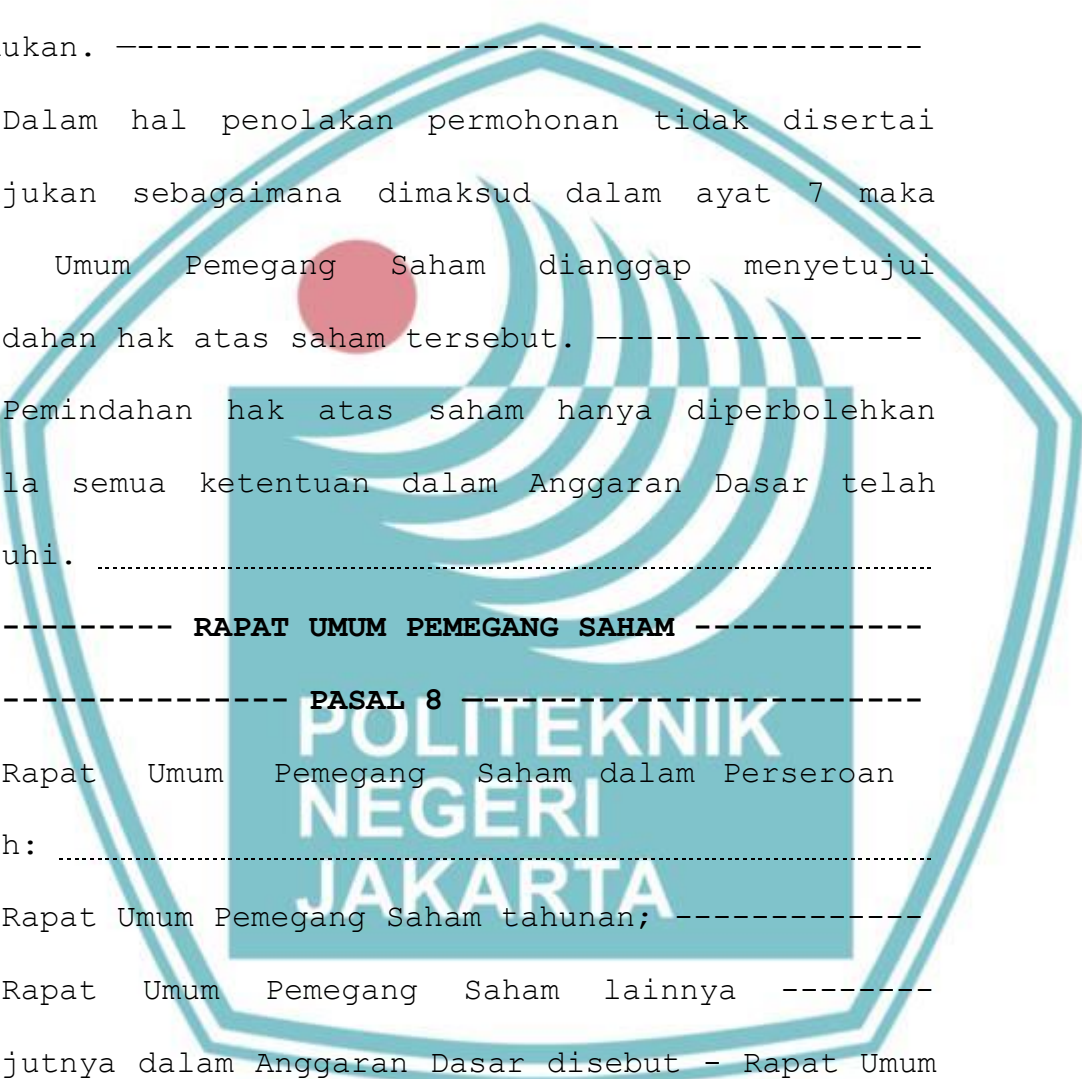 ukan. —-----------------------------------------
Dalam hal penolakan permohonan tidak disertai
jukan sebagaimana dimaksud dalam ayat 7 maka
Umum Pemegang Saham dianggap menyetujui
dahan hak atas saham tersebut. —----------------
Pemindahan hak atas saham hanya diperbolehkan
la semua ketentuan dalam Anggaran Dasar telah
uhi. ................................................
--------- RAPAT UMUM PEMEGANG SAHAM ------------
--------------- PASAL 8 —------------------------
POLITEKNIK
Rapat Umum Pemegang Saham dalam Perseroan
NEGERI
h: ................................................
JAKARTA
Rapat Umum Pemegang Saham tahunan; -------------
Rapat Umum Pemegang Saham lainnya --------
jutnya dalam Anggaran Dasar disebut - Rapat Umum